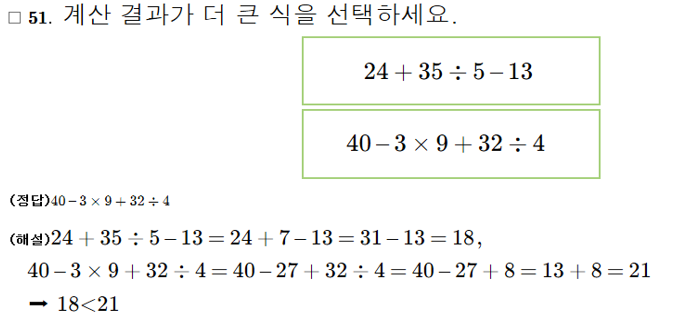 □ 51. 계산 결과가 더 큰 식을 선택하세요.
24 + 35 ÷ 5 – 13
40 – 3 × 9 + 32 ÷ 4
(정답)40 – 3 × 9 + 32 ÷ 4
(해설)24 + 35 ÷ 5 – 13 = 24 + 7 – 13 = 31 – 13 = 18,
40 – 3 × 9 + 32 ÷ 4 = 40 – 27 + 32 ÷ 4 = 40 – 27 + 8 = 13 + 8 = 21
➡ 18<21